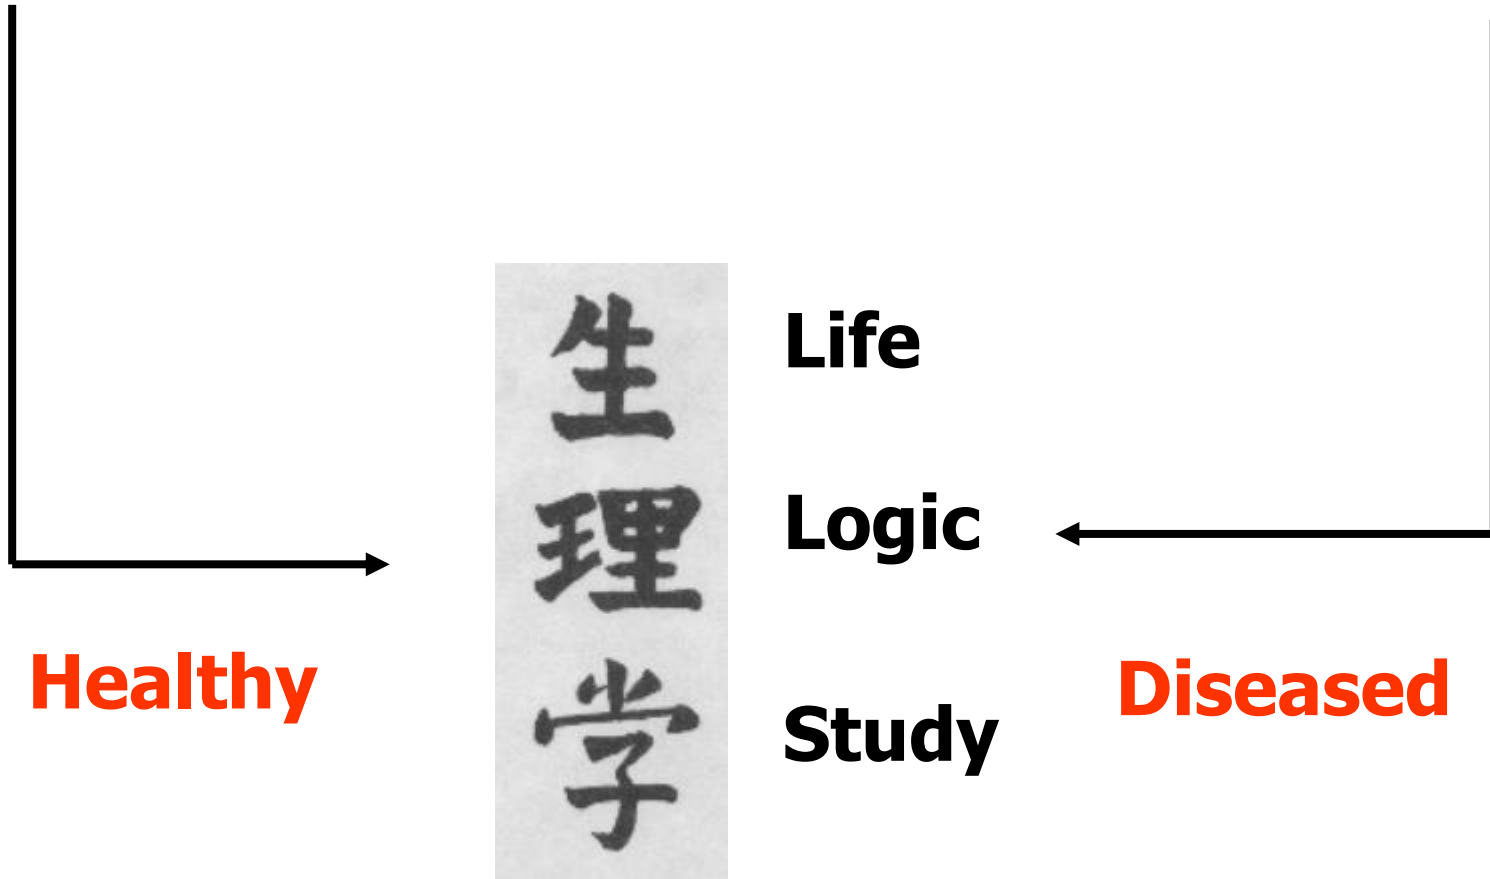 生 Life
理 Logic
学 Study
Healthy
Diseased